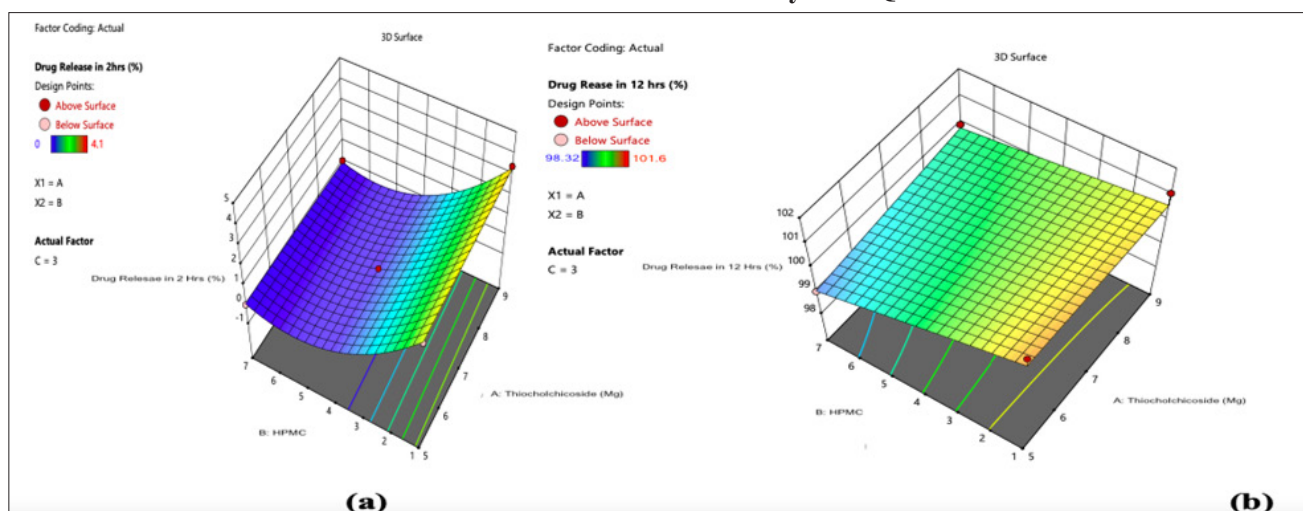 Factor Coding: Actual
3D Surface
Drug Release in 2hrs (%)
Design Points:
Above Surface
Below Surface
0 4.1
X1 = A
X2 = B
Actual Factor
C = 3
Drug Relesae in 2 Hrs (%)
5
4
3
2
1
0
-1
7
6
5
4
3
2
1
5
6
7
8
9
B: HPMC
A: Thiocholchicoside (Mg)
(a)
Factor Coding: Actual
3D Surface
Drug Rease in 12 hrs (%)
Design Points:
Above Surface
Below Surface
98.32 101.6
X1 = A
X2 = B
Actual Factor
C = 3
Drug Relesae in 12 Hrs (%)
102
101
100
99
98
7
6
5
4
3
2
1
5
6
7
8
9
B: HPMC
A: Thiocholchicoside (Mg)
(b)